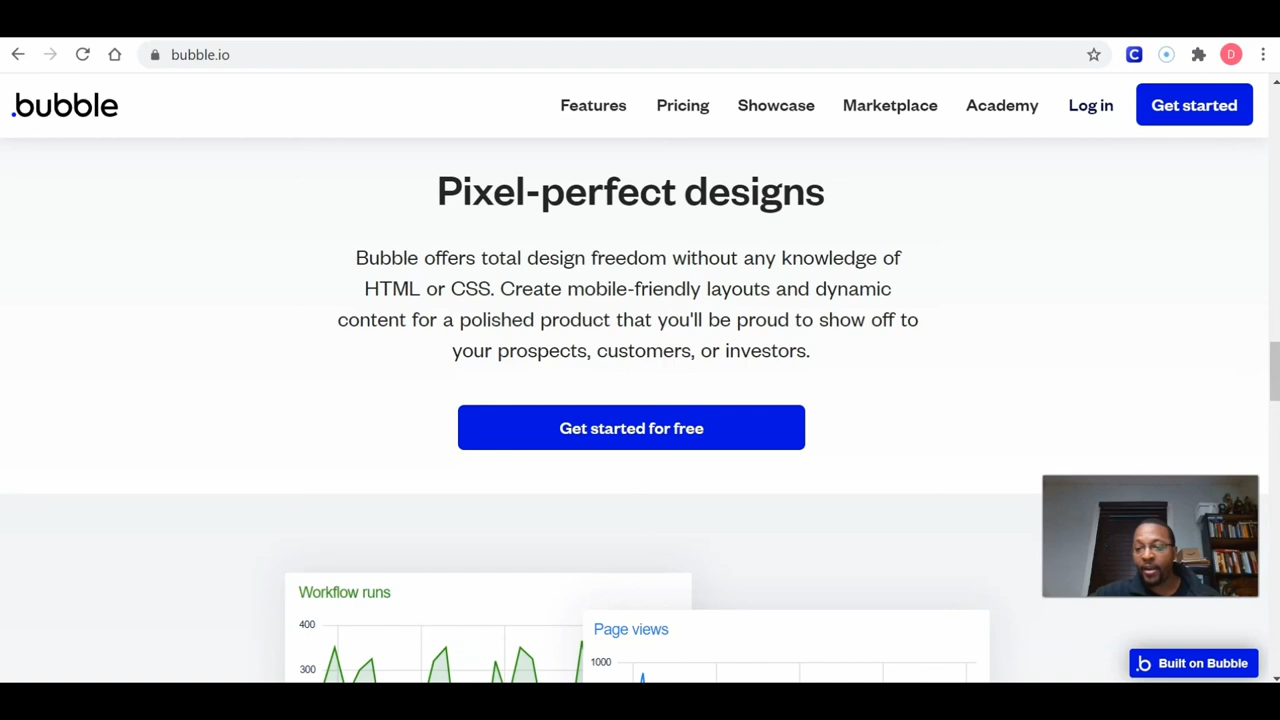 bubble.io
C
D
.bubble
Features Pricing Showcase Marketplace Academy Log in Get started
Pixel-perfect designs
Bubble offers total design freedom without any knowledge of
HTML or CSS. Create mobile-friendly layouts and dynamic
content for a polished product that you'll be proud to show off to
your prospects, customers, or investors.
Get started for free
Workflow runs
400
300
Page views
1000
.b Built on Bubble